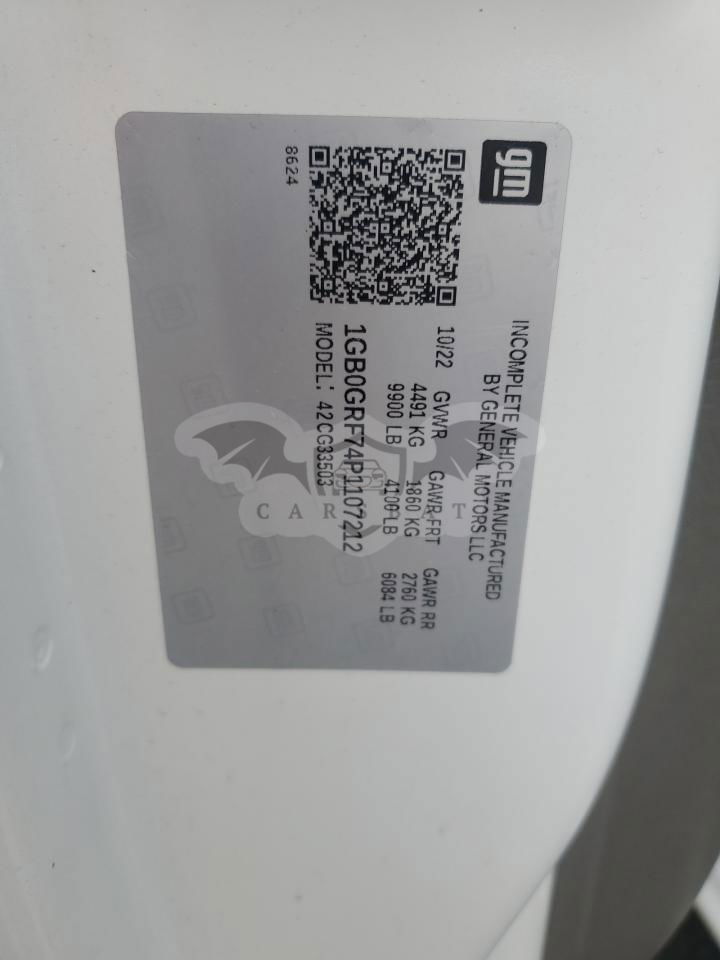 gm
INCOMPLETE VEHICLE MANUFACTURED
BY GENERAL MOTORS LLC
10/22 GVWR GAWR FRT GAWR RR
4491 KG 1860 KG 2760 KG
9900 LB 4100 LB 6084 LB
1GB0GRF74P1107212
MODEL: 42CG33503
8624